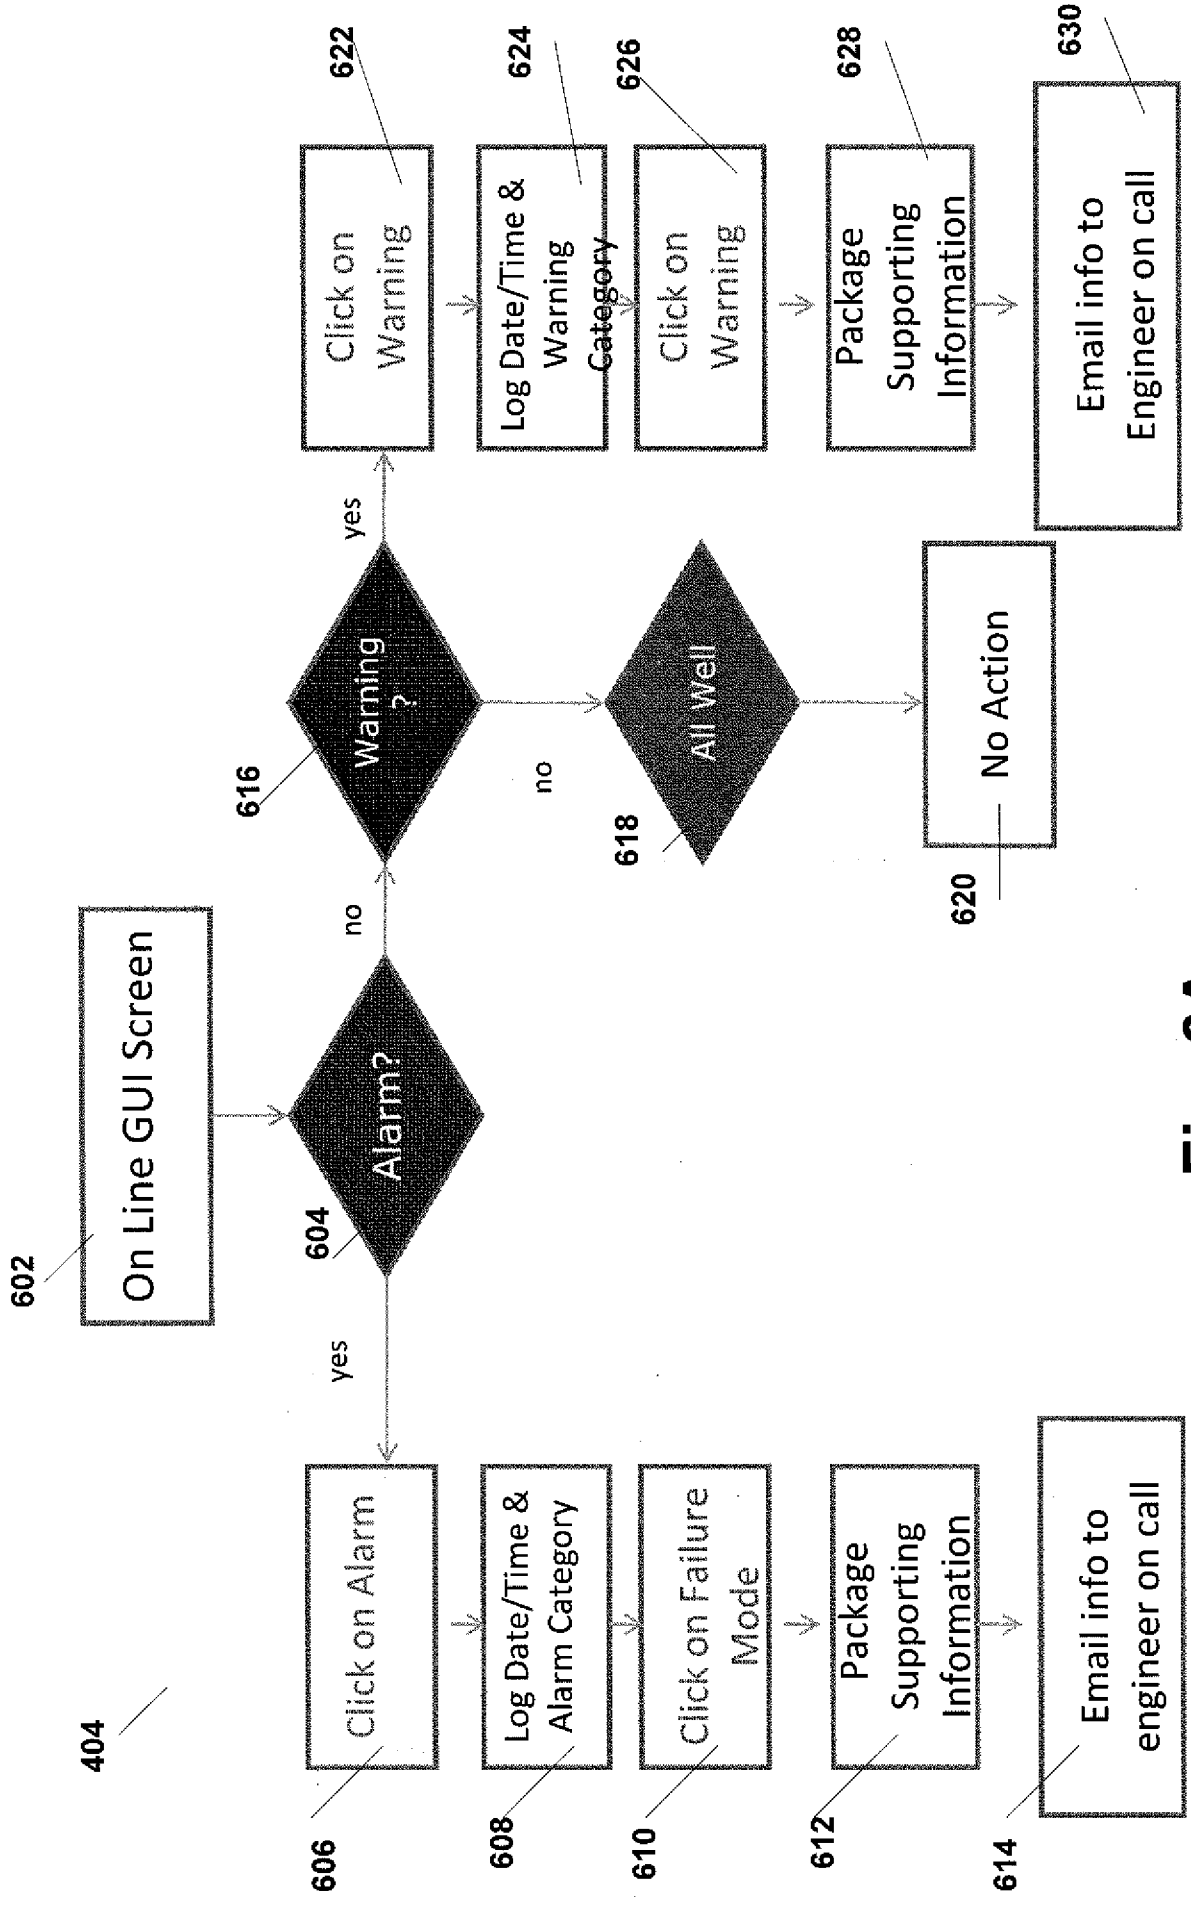 404
602
On Line GUI Screen
604
Alarm?
yes
no
606
Click on Alarm
608
Log Date/Time &
Alarm Category
610
Click on Failure
Mode
612
Package
Supporting
Information
614
Email info to
engineer on call
616
Warning
?
yes
no
618
All Well
620
No Action
622
Click on
Warning
624
Log Date/Time &
Warning
Category
626
Click on
Warning
628
Package
Supporting
Information
630
Email info to
Engineer on call